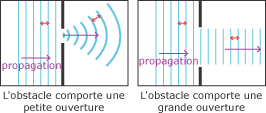 propagation
L'obstacle comporte une
petite ouverture
propagation
L'obstacle comporte une
grande ouverture